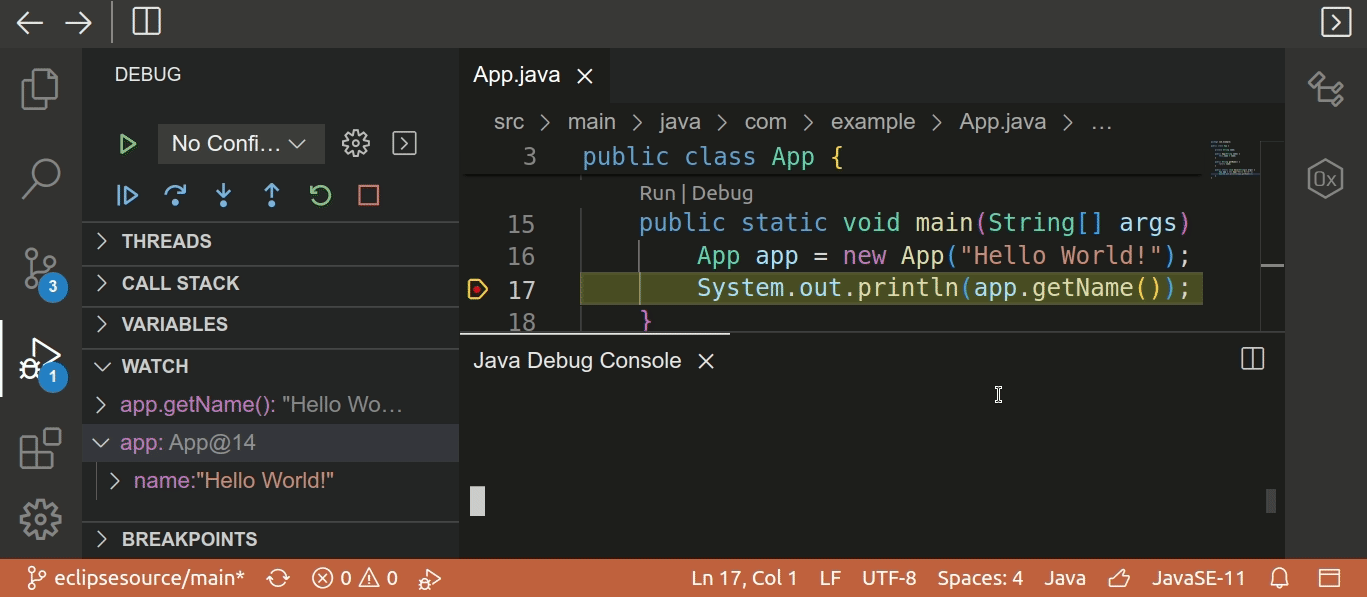 DEBUG
No Confi...
THREADS
CALL STACK
VARIABLES
WATCH
app.getName(): "Hello Wo...
app: App@14
name:"Hello World!"
BREAKPOINTS
3
1
App.java
src > main > java > com > example > App.java > ...
3 public class App {
Run | Debug
15 public static void main(String[] args)
16 App app = new App("Hello World!");
17 System.out.println(app.getName());
18 }
Java Debug Console
0x
eclipsesource/main* 0 0 Ln 17, Col 1 LF UTF-8 Spaces: 4 Java JavaSE-11